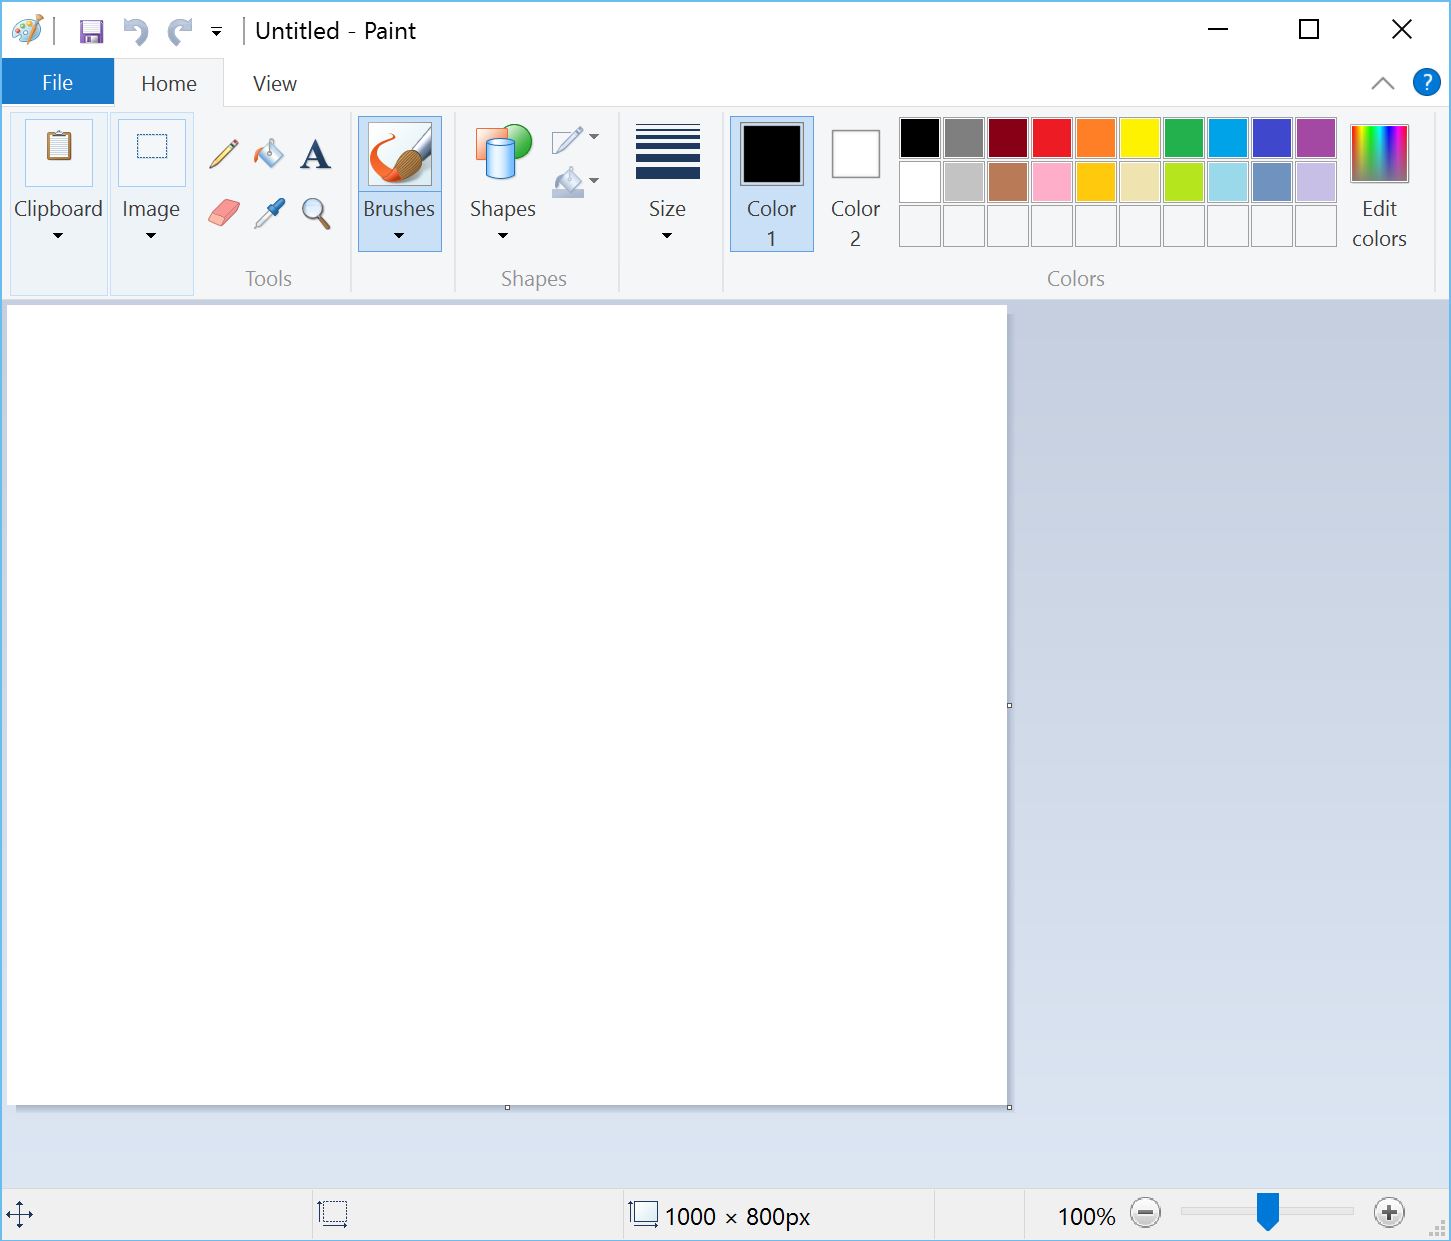 Untitled - Paint
File
Home
View
?
Clipboard
Image
A
Tools
Brushes
Shapes
Shapes
Size
Color
1
Color
2
Colors
Edit
colors
1000 × 800px
100%